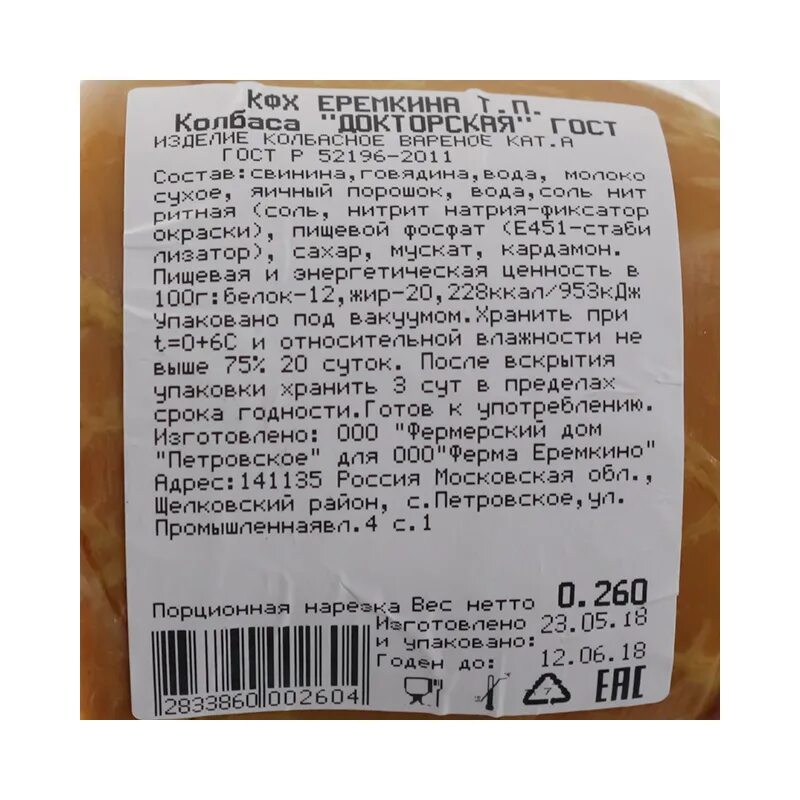 КФХ ЕРЕМКИНА Т.П.
Колбаса "ДОКТОРСКАЯ" ГОСТ
ИЗДЕЛИЕ КОЛБАСНОЕ ВАРЕНОЕ КАТ.А
ГОСТ Р 52196-2011
Состав:свинина,говядина,вода, молоко
сухое, яичный порошок, вода,соль нит
ритная (соль, нитрит натрия-фиксатор
окраски), пищевой фосфат (Е451-стаби
лизатор), сахар, мускат, кардамон.
Пищевая и энергетическая ценность в
100г:белок-12,жир-20,228ккал/953кДж
Упаковано под вакуумом.Хранить при
t=0+6С и относительной влажности не
выше 75% 20 суток. После вскрытия
упаковки хранить 3 сут в пределах
срока годности.Готов к употреблению.
Изготовлено: ООО "Фермерский дом
"Петровское" для ООО"Ферма Еремкино"
Адрес:141135 Россия Московская обл.,
Щелковский район, с.Петровское,ул.
Промышленнаявл.4 с.1
Порционная нарезка Вес нетто 0.260
Изготовлено 23.05.18
и упаковано:
Годен до: 12.06.18
2833860 002604
7
EAC